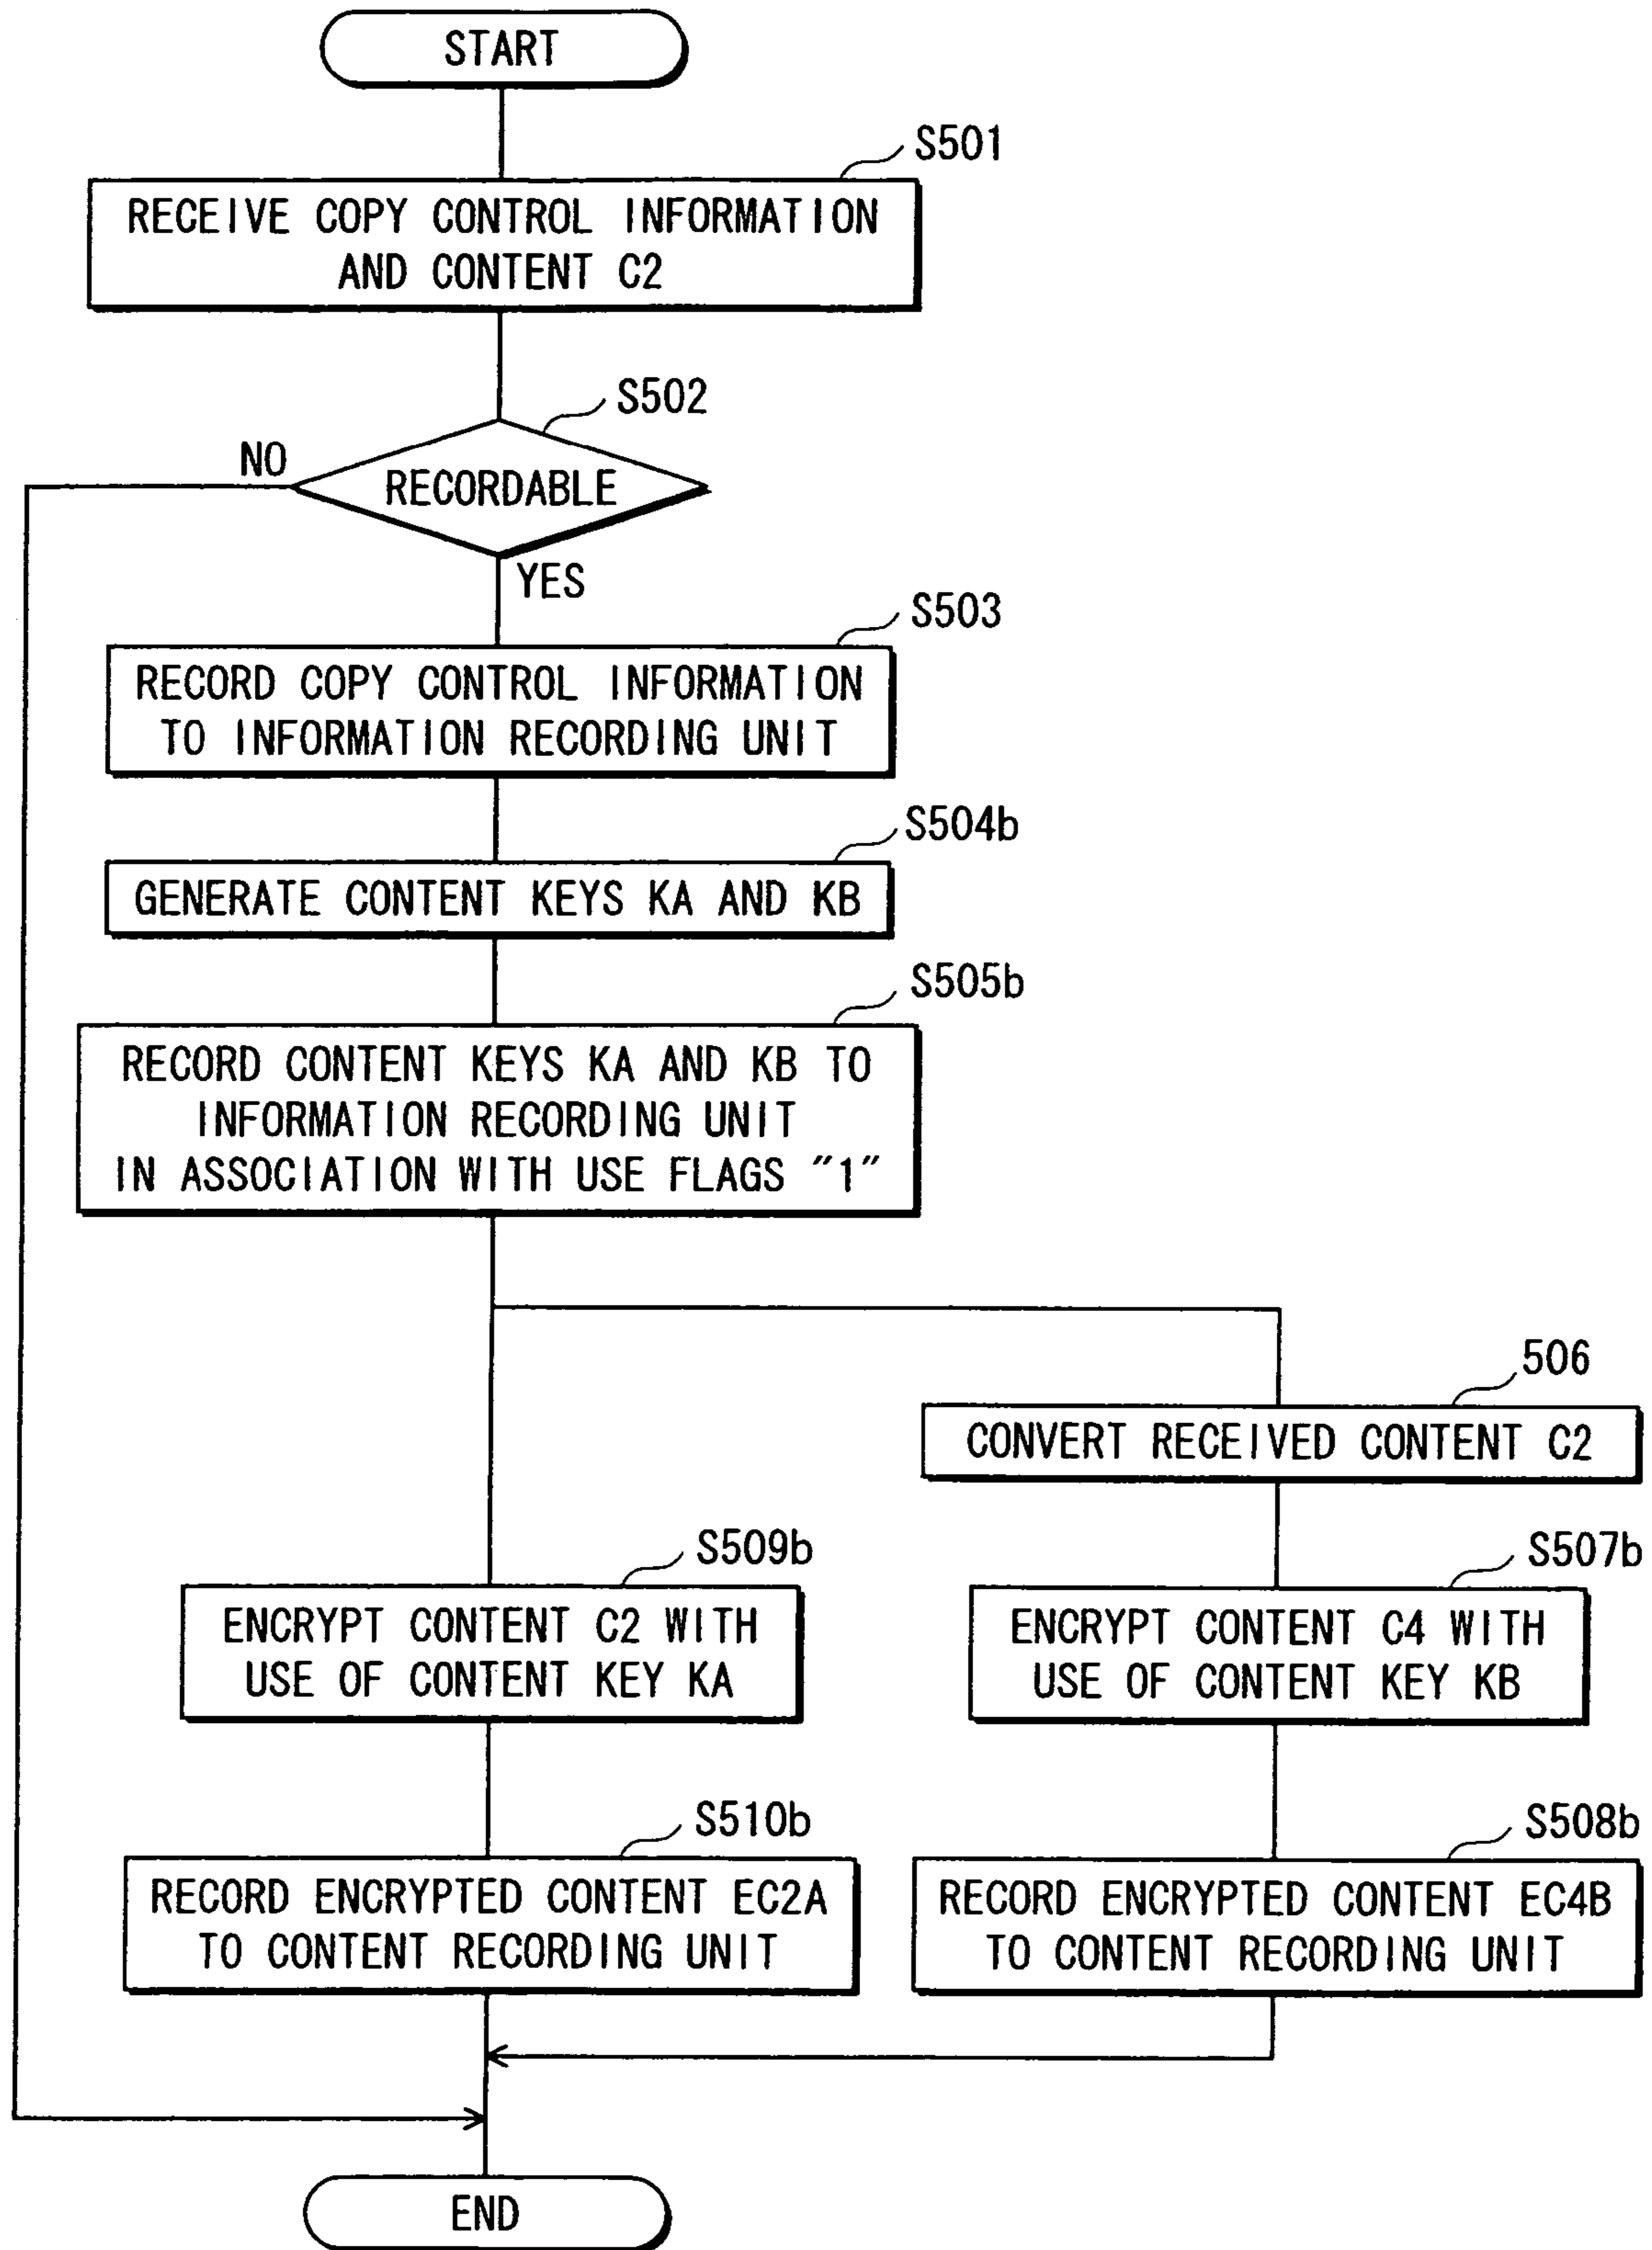 START
S501
RECEIVE COPY CONTROL INFORMATION
AND CONTENT C2
S502
NO
RECORDABLE
YES
S503
RECORD COPY CONTROL INFORMATION
TO INFORMATION RECORDING UNIT
S504b
GENERATE CONTENT KEYS KA AND KB
S505b
RECORD CONTENT KEYS KA AND KB TO
INFORMATION RECORDING UNIT
IN ASSOCIATION WITH USE FLAGS "1"
506
CONVERT RECEIVED CONTENT C2
S509b
ENCRYPT CONTENT C2 WITH
USE OF CONTENT KEY KA
S507b
ENCRYPT CONTENT C4 WITH
USE OF CONTENT KEY KB
S510b
RECORD ENCRYPTED CONTENT EC2A
TO CONTENT RECORDING UNIT
S508b
RECORD ENCRYPTED CONTENT EC4B
TO CONTENT RECORDING UNIT
END